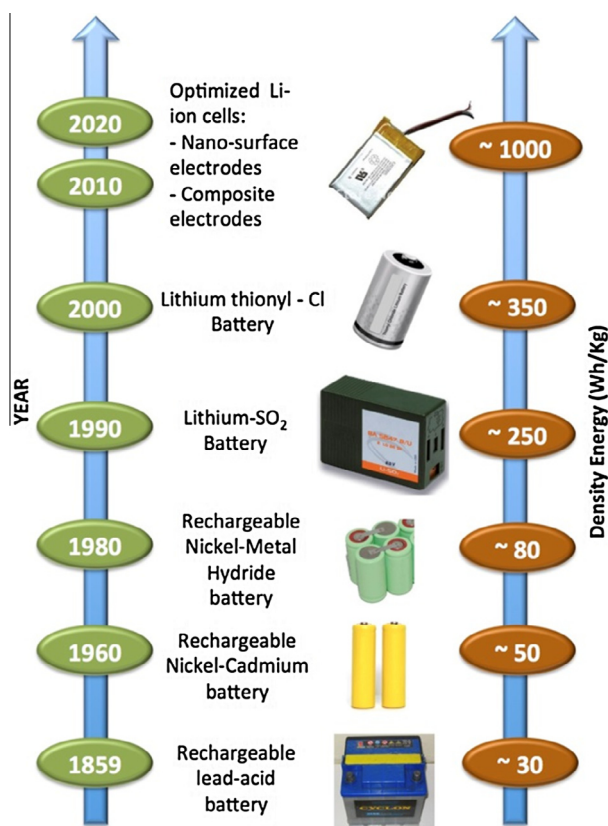 2020
2010
Optimized Li-
ion cells:
- Nano-surface
electrodes
- Composite
electrodes
~ 1000
2000
Lithium thionyl - Cl
Battery
~ 350
YEAR
1990
Lithium-SO₂
Battery
~ 250
Density Energy (Wh/Kg)
1980
Rechargeable
Nickel-Metal
Hydride
battery
~ 80
1960
Rechargeable
Nickel-Cadmium
battery
~ 50
1859
Rechargeable
lead-acid
battery
~ 30
CYCLON